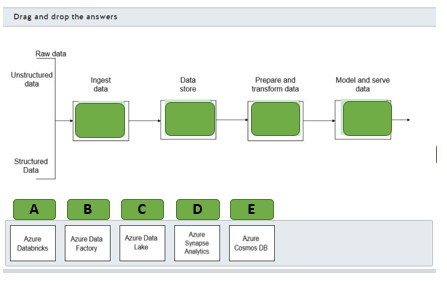 Drag and drop the answers
Raw data
Unstructured
data
Ingest
data
Data
store
Prepare and
transform data
Model and serve
data
Structured
Data
A
B
C
D
E
Azure
Databricks
Azure Data
Factory
Azure Data
Lake
Azure
Synapse
Analytics
Azure
Cosmos DB